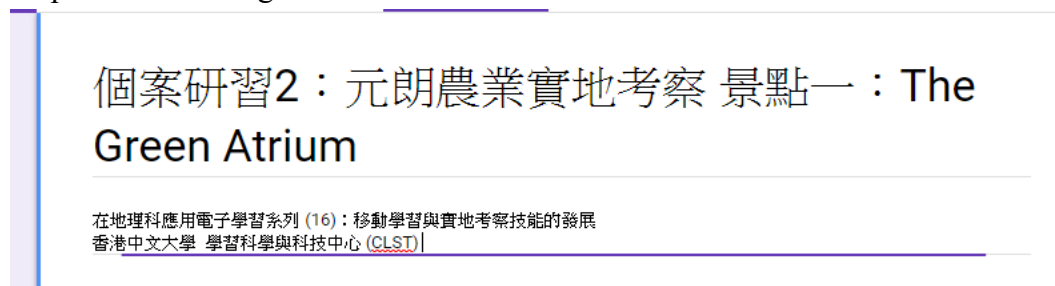 個案研習2：元朗農業實地考察 景點一：The
Green Atrium
在地理科應用電子學習系列 (16)：移動學習與實地考察技能的發展
香港中文大學 學習科學與科技中心 (CLST)